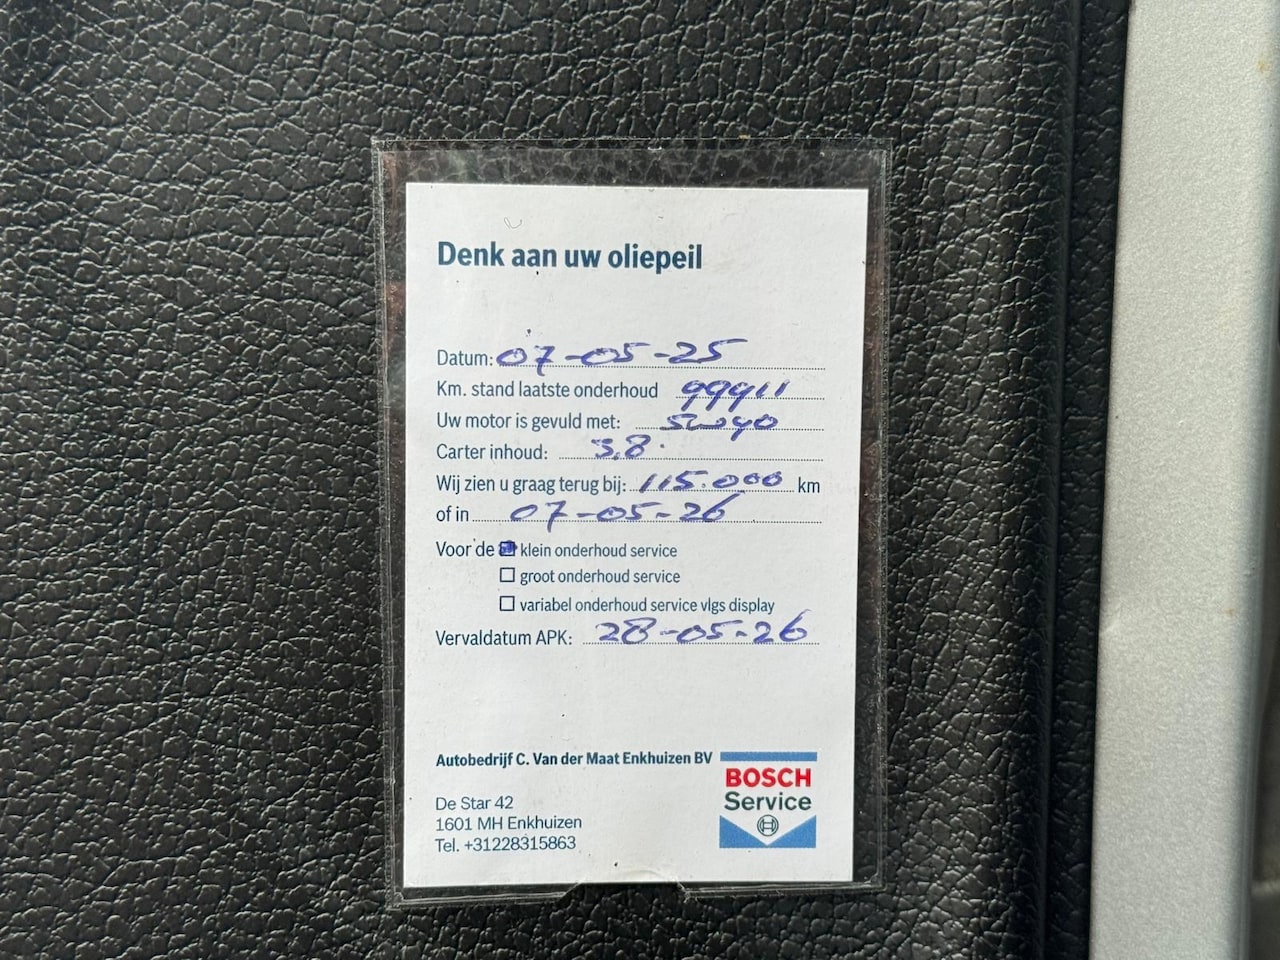 Denk aan uw oliepeil
Datum: 07-05-25
Km. stand laatste onderhoud 99911
Uw motor is gevuld met: 5w40
Carter inhoud: 3,8.
Wij zien u graag terug bij: 115.000 km
of in 07-05-26
Voor de klein onderhoud service
groot onderhoud service
variabel onderhoud service vlgs display
Vervaldatum APK: 28-05-26
Autobedrijf C. Van der Maat Enkhuizen BV
De Star 42
1601 MH Enkhuizen
Tel. +31228315863
BOSCH
Service